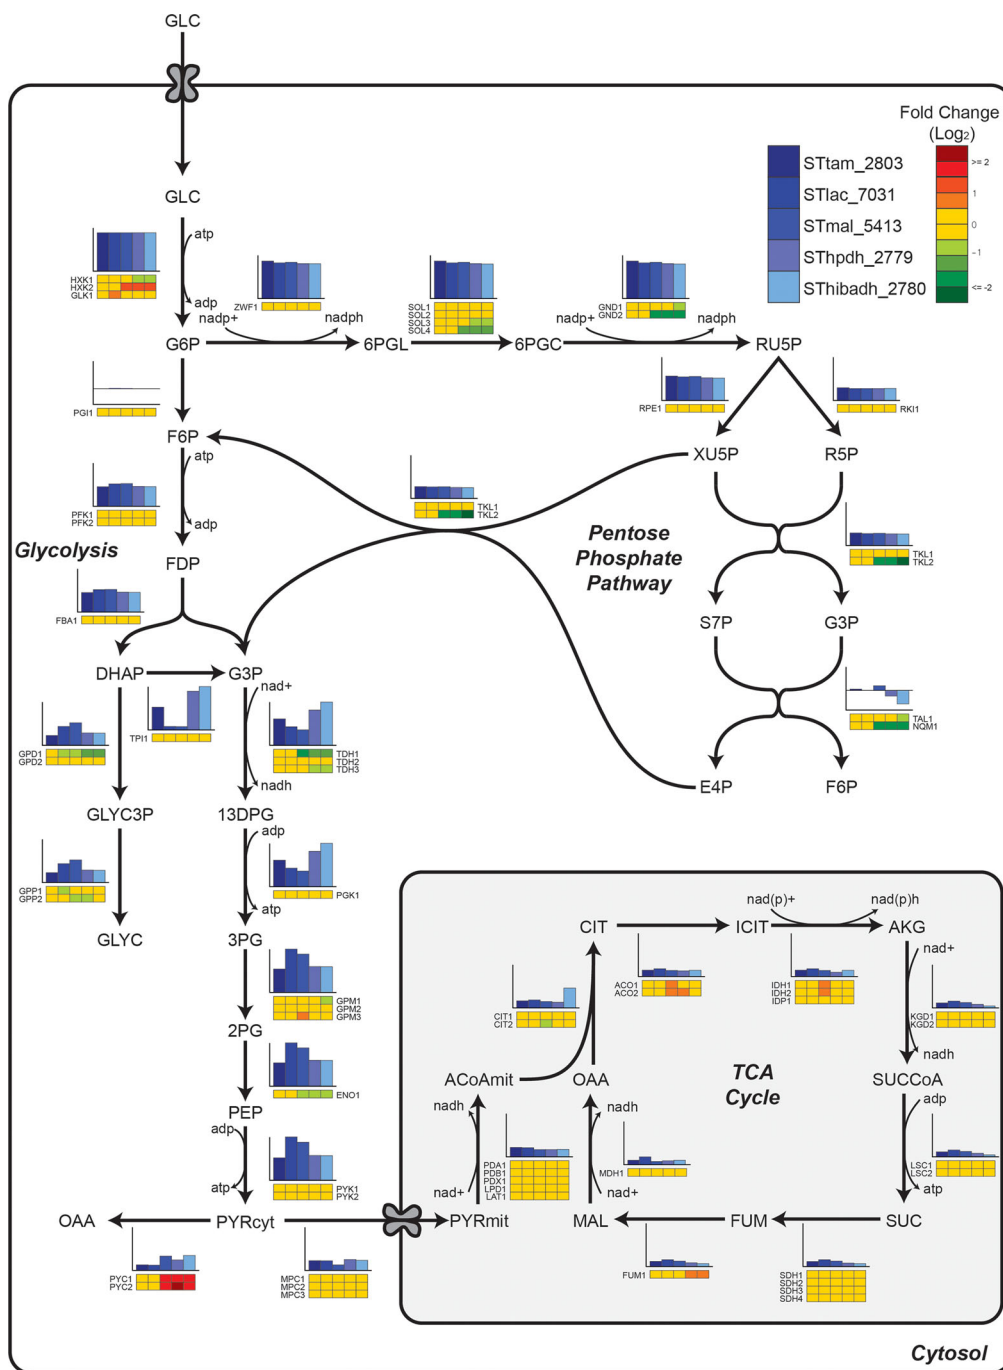 GLC
Fold Change
(Log2)
STtam_2803
STlac_7031
STmal_5413
SThpdh_2779
SThibadh_2780
>= 2
1
0
-1
<= -2
GLC
atp
adp
HXK1
HXK2
GLK1
ZWF1
nadp+
nadph
SOL1
SOL2
SOL3
SOL4
GND1
GND2
nadp+
nadph
G6P
6PGL
6PGC
RU5P
PGI1
RPE1
RKI1
F6P
XU5P
R5P
atp
adp
PFK1
PFK2
TKL1
TKL2
Glycolysis
Pentose
Phosphate
Pathway
TKL1
TKL2
FDP
FBA1
S7P
G3P
DHAP
G3P
nad+
nadh
TPI1
GPD1
GPD2
TDH1
TDH2
TDH3
TAL1
NQM1
E4P
F6P
GLYC3P
13DPG
adp
atp
GPP1
GPP2
PGK1
GLYC
3PG
CIT
nad(p)+
nad(p)h
ICIT
AKG
GPM1
GPM2
GPM3
CIT1
CIT2
ACO1
ACO2
IDH1
IDH2
IDP1
nad+
nadh
KGD1
KGD2
2PG
ENO1
PEP
ACoAmit
OAA
TCA
Cycle
SUCCoA
adp
atp
nadh
nad+
nadh
nad+
adp
atp
PYK1
PYK2
PDA1
PDB1
PDX1
LPD1
LAT1
MDH1
LSC1
LSC2
OAA
PYRcyt
PYRmit
MAL
FUM
SUC
PYC1
PYC2
MPC1
MPC2
MPC3
FUM1
SDH1
SDH2
SDH3
SDH4
Cytosol